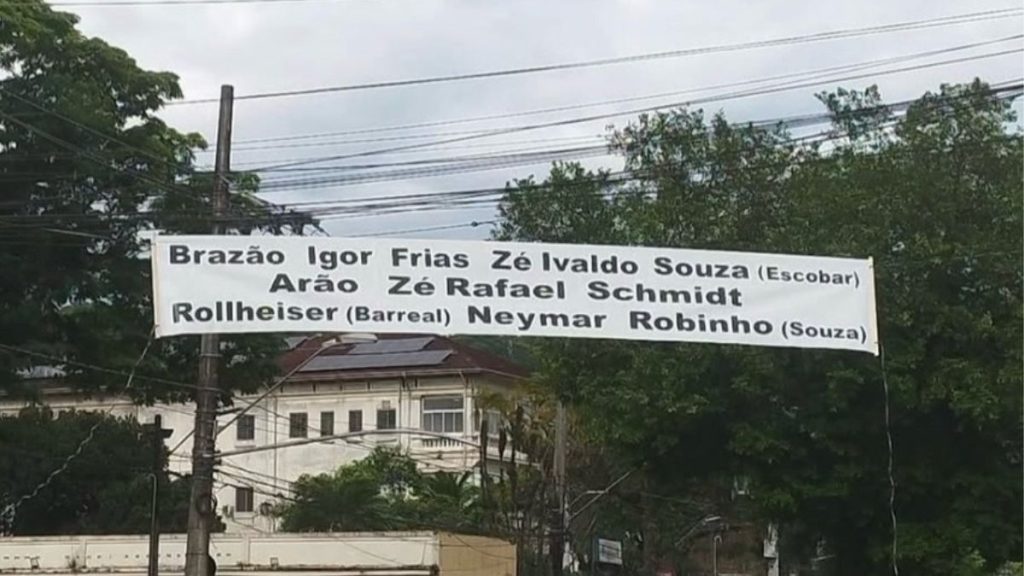 Brazão Igor Frias Zé Ivaldo Souza (Escobar)
Arão Zé Rafael Schmidt
Rollheiser (Barreal) Neymar Robinho (Souza)